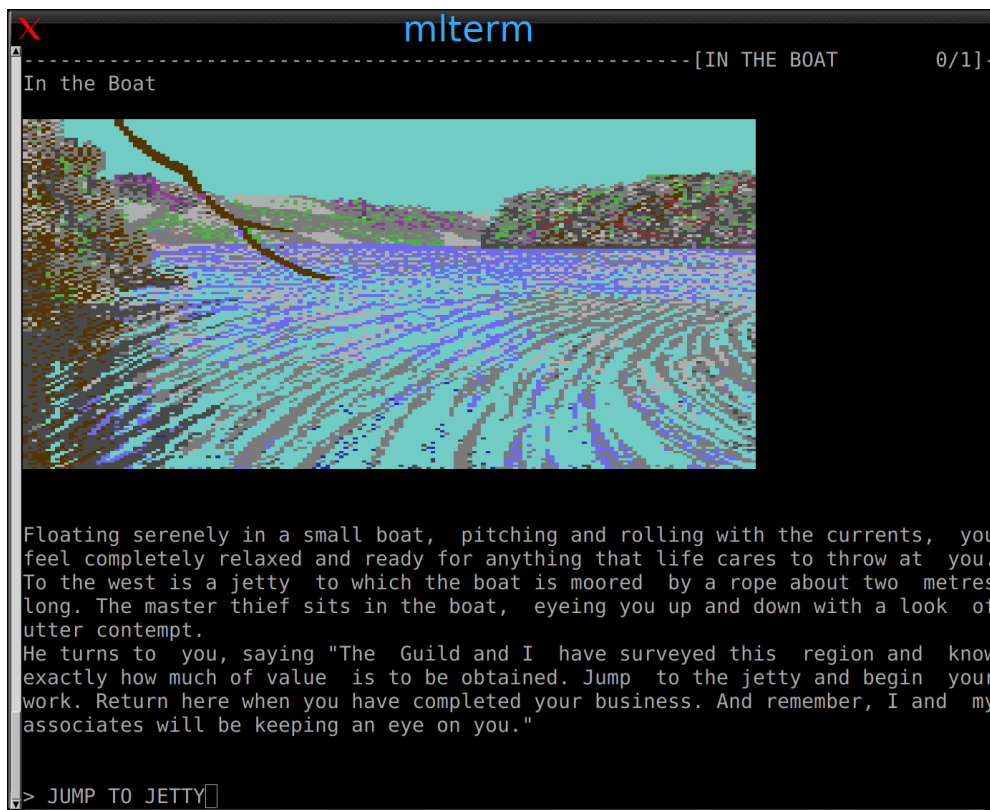 mlterm
-------------------------------------------------------[IN THE BOAT        0/1]-
In the Boat
Floating serenely in a small boat,  pitching and rolling with the currents,  you
feel completely relaxed and ready for anything that life cares to throw at  you.
To the west is a jetty  to which the boat is moored  by a rope about two  metres
long. The master thief sits in the boat,  eyeing you up and down with a look  of
utter contempt.
He turns to  you, saying "The  Guild and I  have surveyed this  region and  know
exactly how much of value  is to be obtained. Jump  to the jetty and begin  your
work. Return here when you have completed your business. And remember, I and  my
associates will be keeping an eye on you."
> JUMP TO JETTY